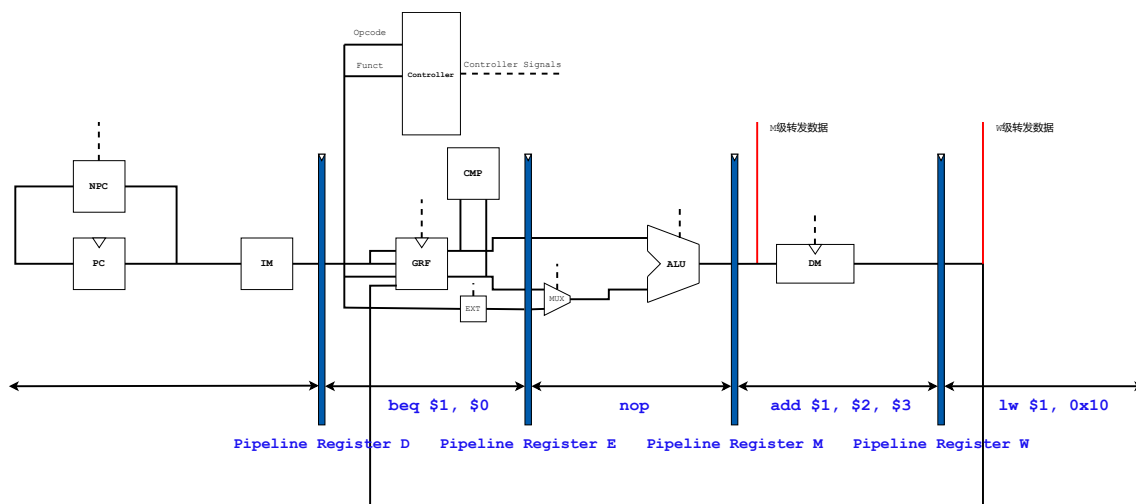 Opcode
Funct
Controller
Controller Signals
M级转发数据
W级转发数据
NPC
CMP
PC
IM
GRF
ALU
DM
EXT
MUX
beq $1, $0
nop
add $1, $2, $3
lw $1, 0x10
Pipeline Register D
Pipeline Register E
Pipeline Register M
Pipeline Register W